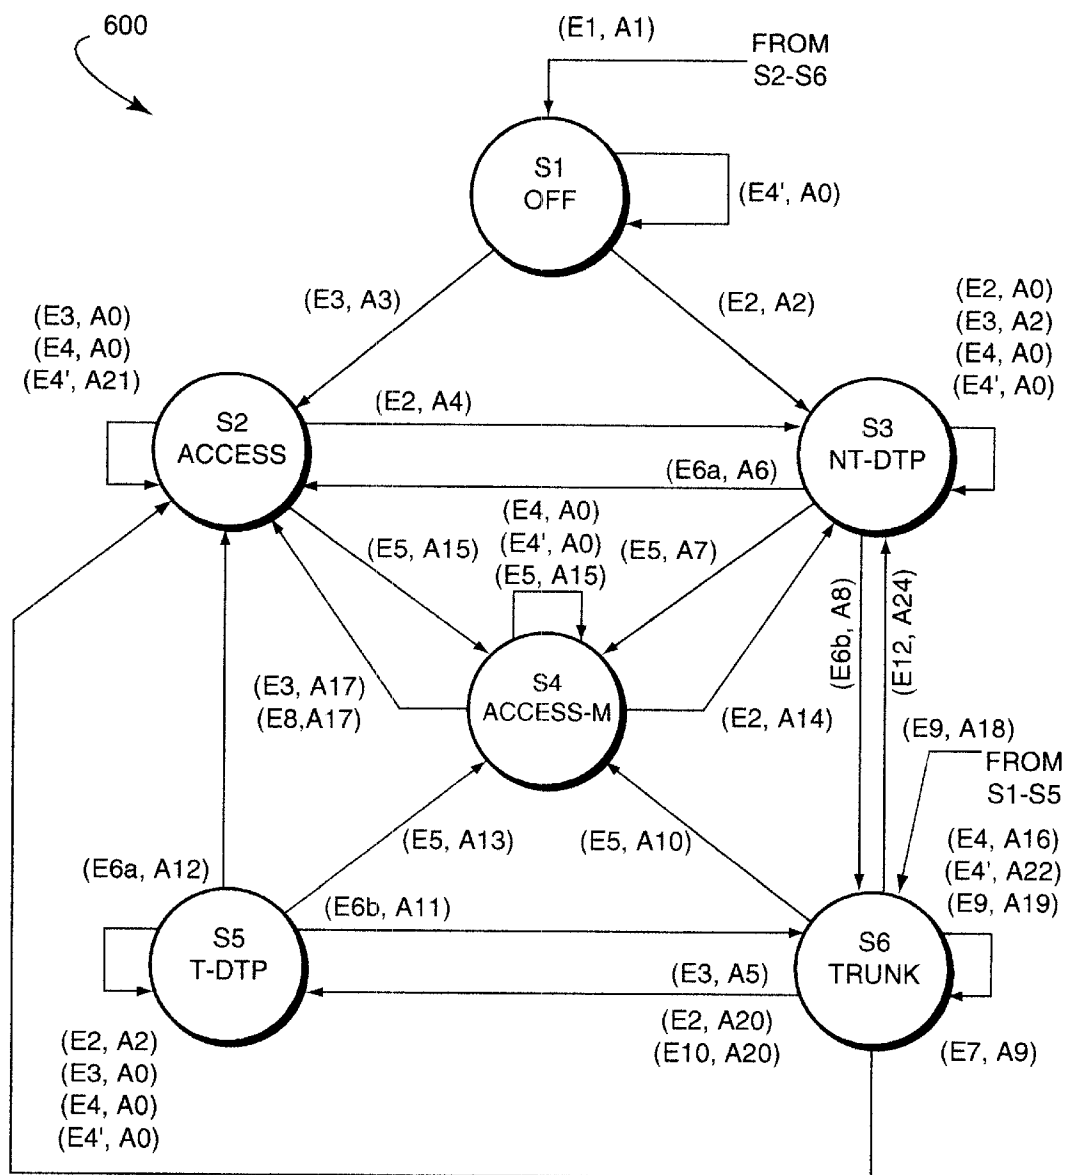 600
(E1, A1)
FROM
S2-S6
S1
OFF
(E4', A0)
(E3, A3)
(E2, A2)
(E3, A0)
(E4, A0)
(E4', A21)
(E2, A0)
(E3, A2)
(E4, A0)
(E4', A0)
S2
ACCESS
(E2, A4)
S3
NT-DTP
(E6a, A6)
(E4, A0)
(E4', A0)
(E5, A15)
(E5, A15)
(E5, A7)
(E6b, A8)
(E12, A24)
S4
ACCESS-M
(E3, A17)
(E8,A17)
(E2, A14)
(E9, A18)
FROM
S1-S5
(E5, A13)
(E5, A10)
(E4, A16)
(E4', A22)
(E9, A19)
(E6a, A12)
(E6b, A11)
S5
T-DTP
S6
TRUNK
(E3, A5)
(E2, A20)
(E10, A20)
(E7, A9)
(E2, A2)
(E3, A0)
(E4, A0)
(E4', A0)